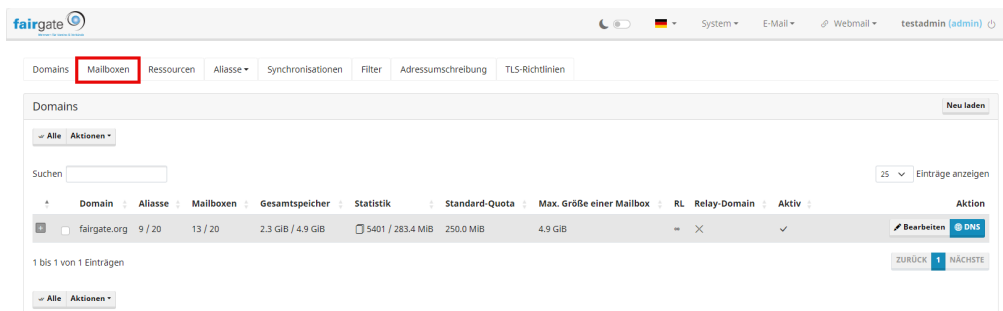 fairgate
System E-Mail Webmail testadmin (admin)
Domains Mailboxen Ressourcen Aliasse Synchronisationen Filter Adressumschreibung TLS-Richtlinien
Domains Neu laden
Alle Aktionen
Suchen 25 Einträge anzeigen
Domain Aliasse Mailboxen Gesamtspeicher Statistik Standard-Quota Max. Größe einer Mailbox RL Relay-Domain Aktiv Aktion
fairgate.org 9 / 20 13 / 20 2.3 GiB / 4.9 GiB 5401 / 283.4 MiB 250.0 MiB 4.9 GiB Bearbeiten DNS
1 bis 1 von 1 Einträgen ZURÜCK 1 NÄCHSTE
Alle Aktionen